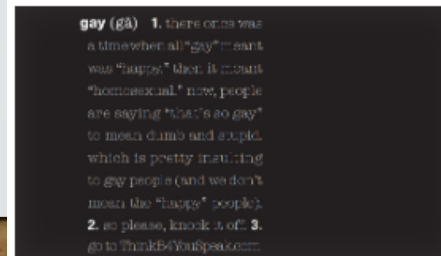 gay (gā) 1. there once was
a time when all "gay" meant
was "happy." then it meant
"homosexual." now, people
are saying "that's so gay"
to mean dumb and stupid.
which is pretty insulting
to gay people (and we don't
mean the "happy" people).
2. so please, knock it off. 3.
go to ThinkB4YouSpeak.com